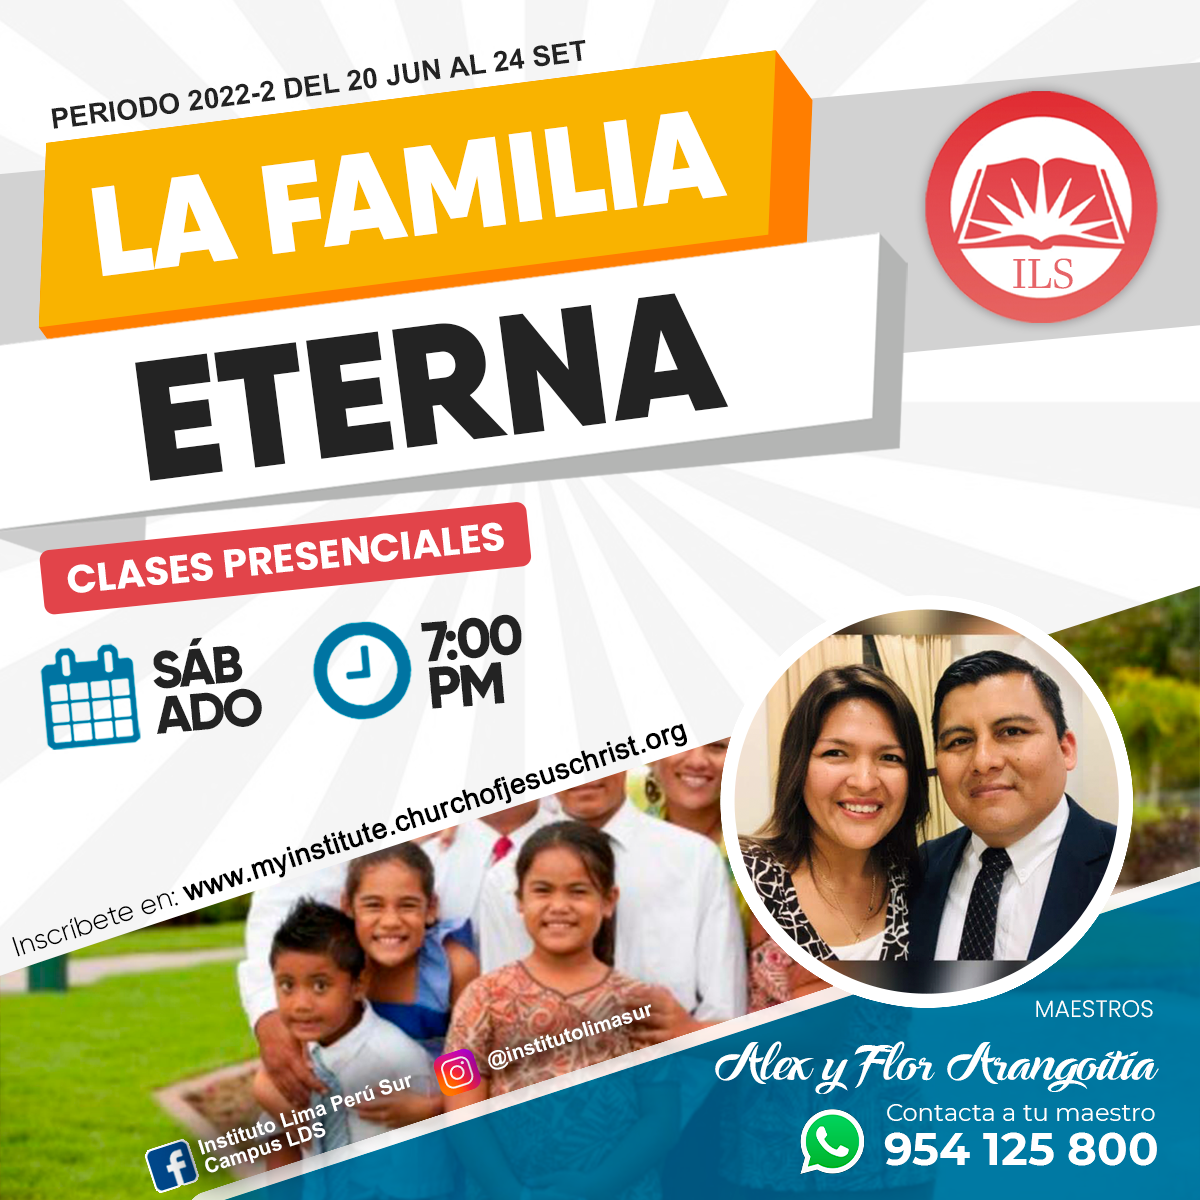 PERIODO 2022-2 DEL 20 JUN AL 24 SET
LA FAMILIA
ETERNA
ILS
CLASES PRESENCIALES
SÁB
ADO
7:00
PM
Inscríbete en: www.myinstitute.churchofjesuschrist.org
MAESTROS
Alex y Flor Arangoitia
Contacta a tu maestro
954 125 800
@institutolimasur
Instituto Lima Perú Sur
Campus LDS